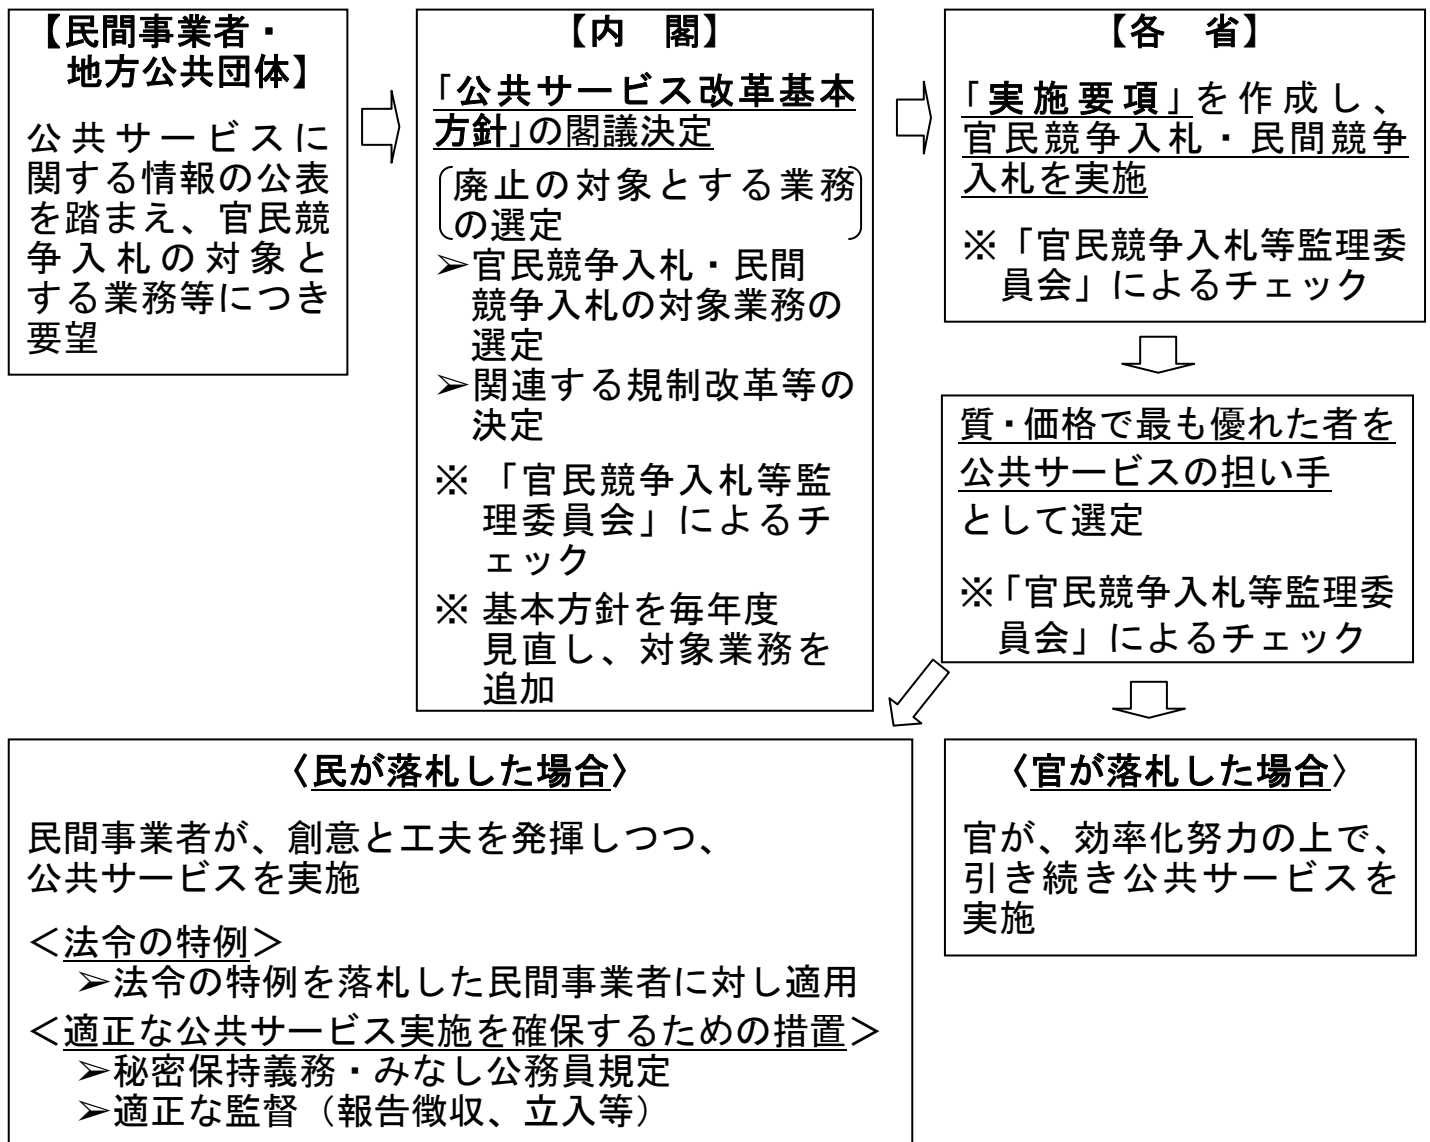 【民間事業者・
地方公共団体】
公共サービスに
関する情報の公表
を踏まえ、官民競
争入札の対象と
する業務等につき
要望
【内　閣】
「公共サービス改革基本
方針」の閣議決定
廃止の対象とする業務
の選定
➢官民競争入札・民間
競争入札の対象業務の
選定
➢関連する規制改革等の
決定
※ 「官民競争入札等監
理委員会」によるチ
ェック
※ 基本方針を毎年度
見直し、対象業務を
追加
【各　省】
「実施要項」を作成し、
官民競争入札・民間競争
入札を実施
※「官民競争入札等監理委
員会」によるチェック
質・価格で最も優れた者を
公共サービスの担い手
として選定
※「官民競争入札等監理委
員会」によるチェック
〈民が落札した場合〉
民間事業者が、創意と工夫を発揮しつつ、
公共サービスを実施
＜法令の特例＞
➢法令の特例を落札した民間事業者に対し適用
＜適正な公共サービス実施を確保するための措置＞
➢秘密保持義務・みなし公務員規定
➢適正な監督（報告徴収、立入等）
〈官が落札した場合〉
官が、効率化努力の上で、
引き続き公共サービスを
実施